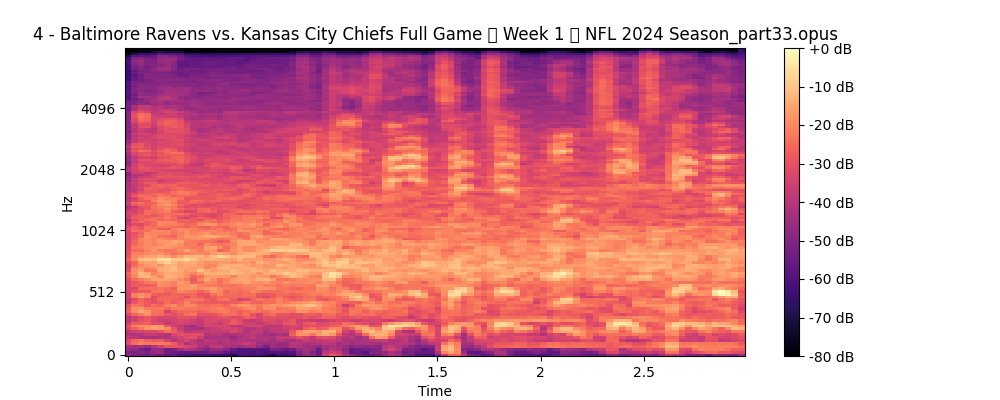 4 - Baltimore Ravens vs. Kansas City Chiefs Full Game ▯ Week 1 ▯ NFL 2024 Season_part33.opus
+0 dB
-10 dB
-20 dB
-30 dB
-40 dB
-50 dB
-60 dB
-70 dB
-80 dB
4096
2048
1024
512
0
Hz
0
0.5
1
1.5
2
2.5
Time